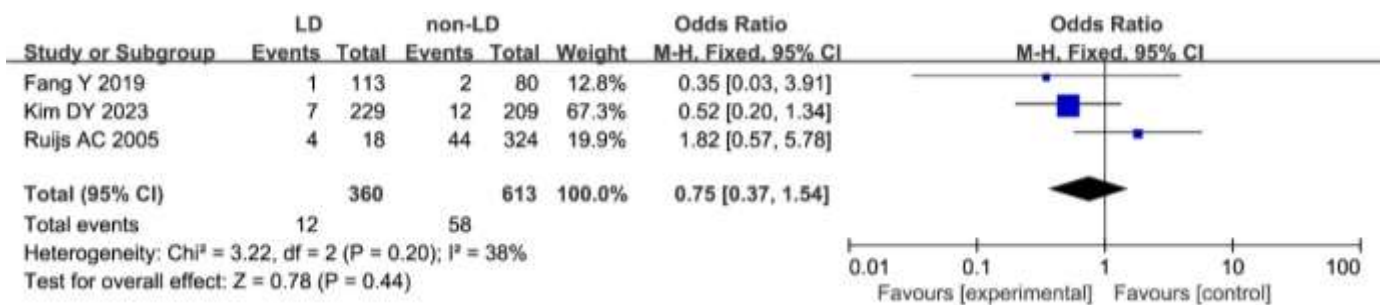 LD non-LD Odds Ratio Odds Ratio
Study or Subgroup Events Total Events Total Weight M-H, Fixed, 95% CI M-H, Fixed, 95% CI
Fang Y 2019 1 113 2 80 12.8% 0.35 [0.03, 3.91]
Kim DY 2023 7 229 12 209 67.3% 0.52 [0.20, 1.34]
Ruijs AC 2005 4 18 44 324 19.9% 1.82 [0.57, 5.78]
Total (95% CI) 360 613 100.0% 0.75 [0.37, 1.54]
Total events 12 58
Heterogeneity: Chi² = 3.22, df = 2 (P = 0.20); I² = 38%
Test for overall effect: Z = 0.78 (P = 0.44)
0.01 0.1 1 10 100
Favours [experimental] Favours [control]